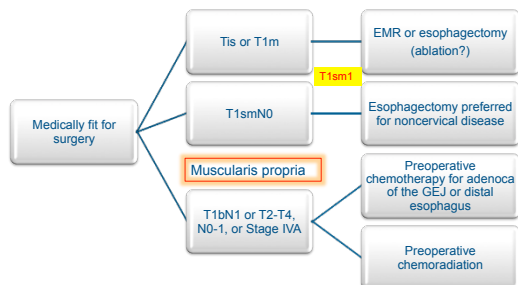 Medically fit for
surgery
Tis or T1m
EMR or esophagectomy
(ablation?)
T1sm1
T1smN0
Esophagectomy preferred
for noncervical disease
Muscularis propria
T1bN1 or T2-T4,
N0-1, or Stage IVA
Preoperative
chemotherapy for adenoca
of the GEJ or distal
esophagus
Preoperative
chemoradiation